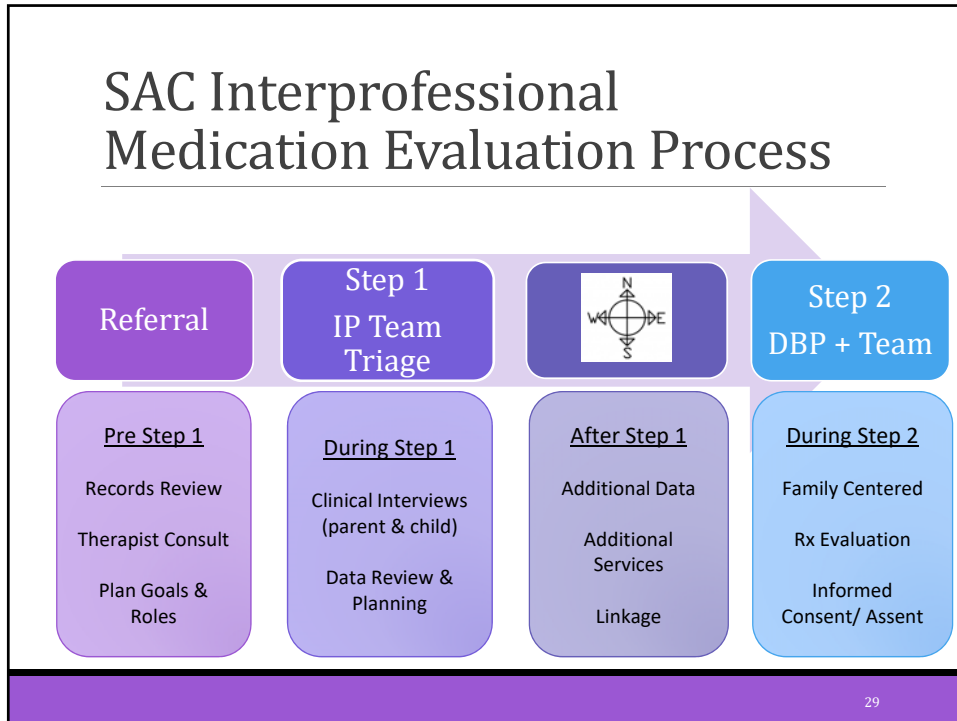 SAC Interprofessional
Medication Evaluation Process
Referral
Step 1
IP Team
Triage
N
W E
S
Step 2
DBP + Team
Pre Step 1
Records Review
Therapist Consult
Plan Goals &
Roles
During Step 1
Clinical Interviews
(parent & child)
Data Review &
Planning
After Step 1
Additional Data
Additional
Services
Linkage
During Step 2
Family Centered
Rx Evaluation
Informed
Consent/ Assent
29